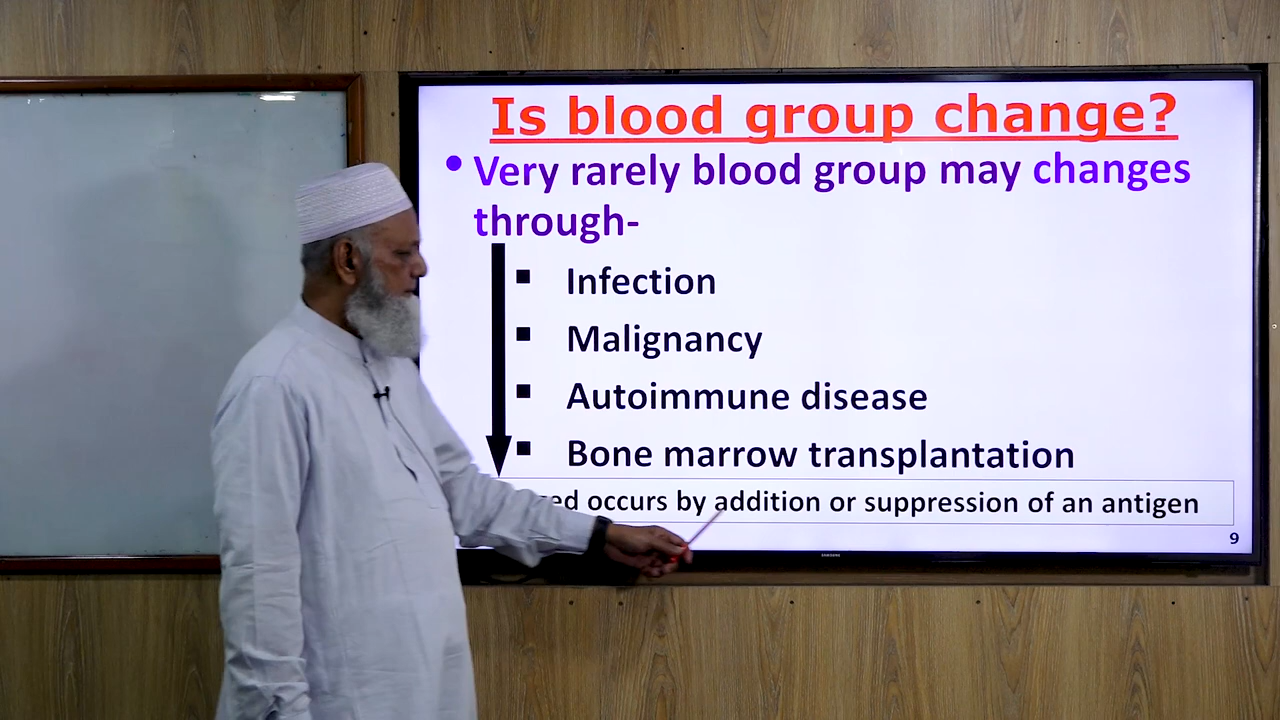 Is blood group change?
• Very rarely blood group may changes
through-
▪ Infection
▪ Malignancy
▪ Autoimmune disease
▪ Bone marrow transplantation
occurs by addition or suppression of an antigen
9
SAMSUNG